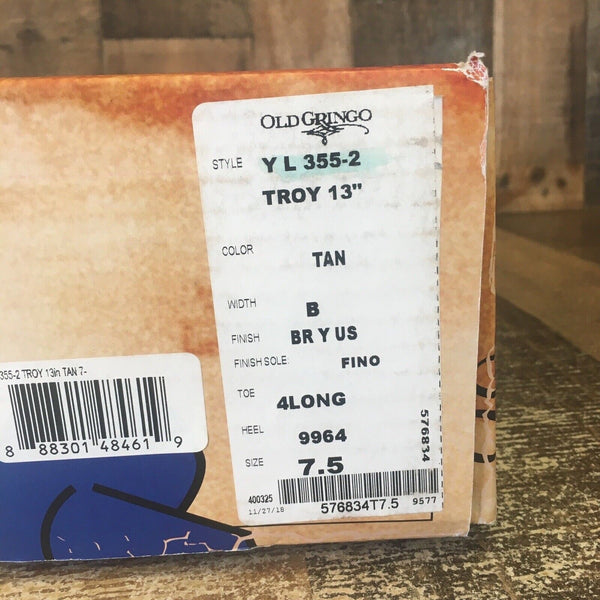 OLD GRINGO
STYLE Y L 355-2
TROY 13"
COLOR TAN
WIDTH B
FINISH BR Y US
FINISH SOLE: FINO
TOE 4LONG
HEEL 9964
SIZE 7.5
576834
400325
11/27/18 576834T7.5 9577
355-2 TROY 13in TAN 7-
8 88301 48461 9